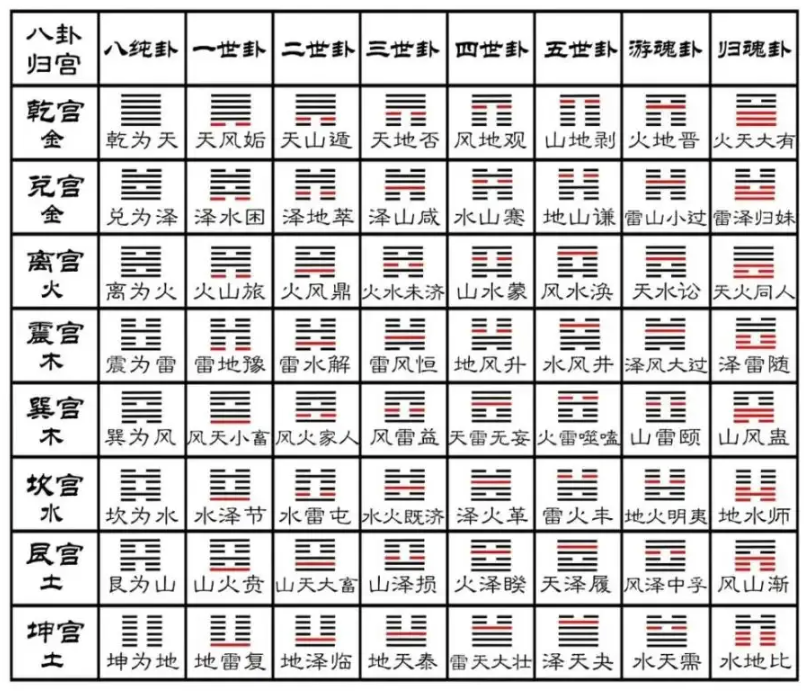 八卦 归宫 八纯卦 一世卦 二世卦 三世卦 四世卦 五世卦 游魂卦 归魂卦
乾宫 金 乾为天 天风姤 天山遁 天地否 风地观 山地剥 火地晋 火天大有
兑宫 金 兑为泽 泽水困 泽地萃 泽山咸 水山蹇 地山谦 雷山小过 雷泽归妹
离宫 火 离为火 火山旅 火风鼎 火水未济 山水蒙 风水涣 天水讼 天火同人
震宫 木 震为雷 雷地豫 雷水解 雷风恒 地风升 水风井 泽风大过 泽雷随
巽宫 木 巽为风 风天小畜 风火家人 风雷益 天雷无妄 火雷噬嗑 山雷颐 山风蛊
坎宫 水 坎为水 水泽节 水雷屯 水火既济 泽火革 雷火丰 地火明夷 地水师
艮宫 土 艮为山 山火贲 山天大富 山泽损 火泽睽 天泽履 风泽中孚 风山渐
坤宫 土 坤为地 地雷复 地泽临 地天泰 雷天大壮 泽天夬 水天需 水地比